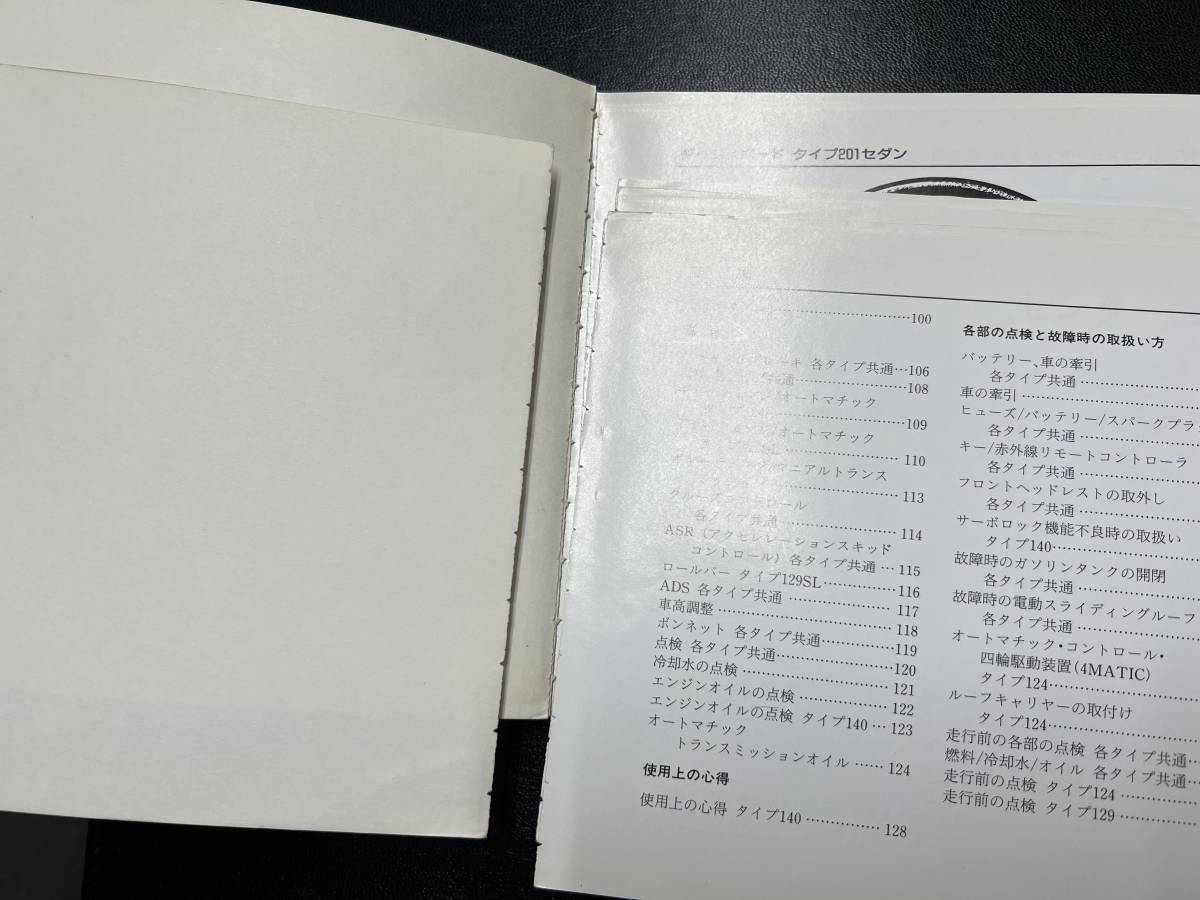 タイプ201セダン
100
キ 各タイプ共通…106
共通……………………108
オートマチック
……………………109
オートマチック
……………………110
マニアルトランス
……………………113
クルーズコントロール
各タイプ共通 ……………… 114
ASR(アクセレレーションスキッド
コントロール) 各タイプ共通 … 115
ロールバー タイプ129SL…………… 116
ADS 各タイプ共通 ……………… 117
車高調整 ……………………… 118
ボンネット 各タイプ共通…………119
点検 各タイプ共通………………120
冷却水の点検 ……………………… 121
エンジンオイルの点検 …………… 122
エンジンオイルの点検 タイプ140 … 123
オートマチック
トランスミッションオイル …… 124
使用上の心得
使用上の心得 タイプ140 …………… 128
各部の点検と故障時の取扱い方
バッテリー、車の牽引
各タイプ共通 ………………
車の牽引 ………………………
ヒューズ/バッテリー/スパークプラ
各タイプ共通 ………………
キー/赤外線リモートコントローラ
各タイプ共通 ………………
フロントヘッドレストの取外し
各タイプ共通 ………………
サーボロック機能不良時の取扱い
タイプ140………………………
故障時のガソリンタンクの開閉
各タイプ共通 ………………
故障時の電動スライディングルーフ
各タイプ共通 ………………
オートマチック・コントロール・
四輪駆動装置(4MATIC)
タイプ124………………………
ルーフキャリヤーの取付け
タイプ124………………………
走行前の各部の点検 各タイプ共通…
燃料/冷却水/オイル 各タイプ共通…
走行前の点検 タイプ124 …………
走行前の点検 タイプ129 …………